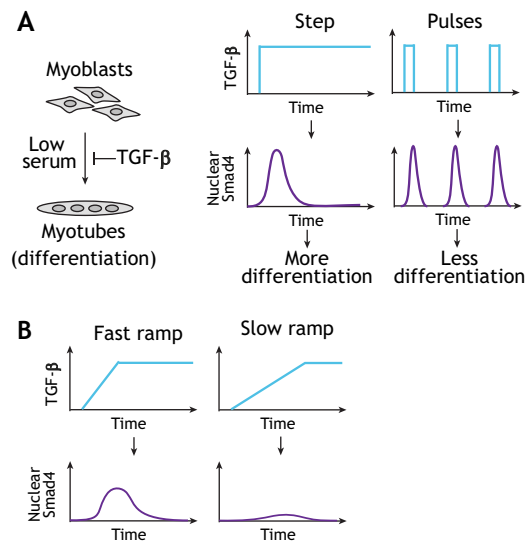 A
Myoblasts
Low
serum
TGF-β
Myotubes
(differentiation)
Step
TGF-β
Time
Nuclear
Smad4
Time
More
differentiation
Pulses
Time
Time
Less
differentiation
B
Fast ramp
TGF-β
Time
Nuclear
Smad4
Time
Slow ramp
Time
Time